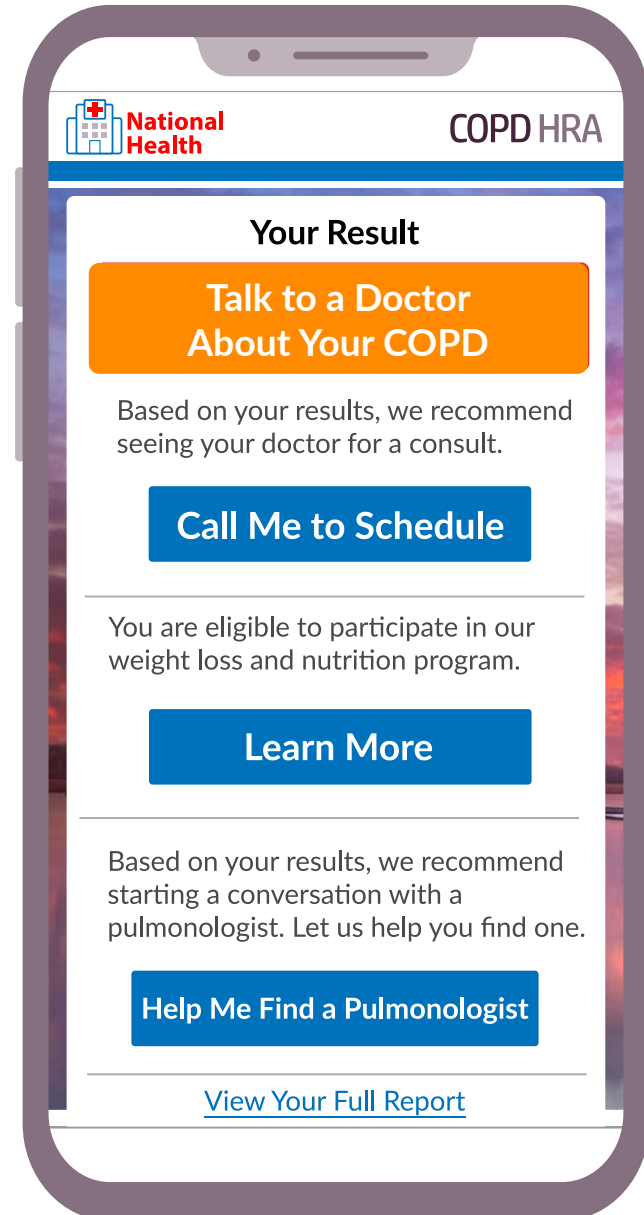 National
Health
COPD HRA
Your Result
Talk to a Doctor
About Your COPD
Based on your results, we recommend
seeing your doctor for a consult.
Call Me to Schedule
You are eligible to participate in our
weight loss and nutrition program.
Learn More
Based on your results, we recommend
starting a conversation with a
pulmonologist. Let us help you find one.
Help Me Find a Pulmonologist
View Your Full Report